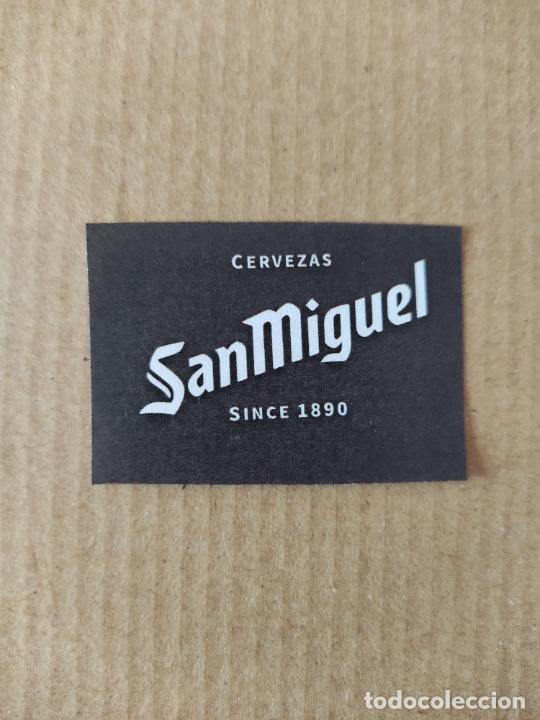 CERVEZAS
SanMiguel
SINCE 1890
todocoleccion